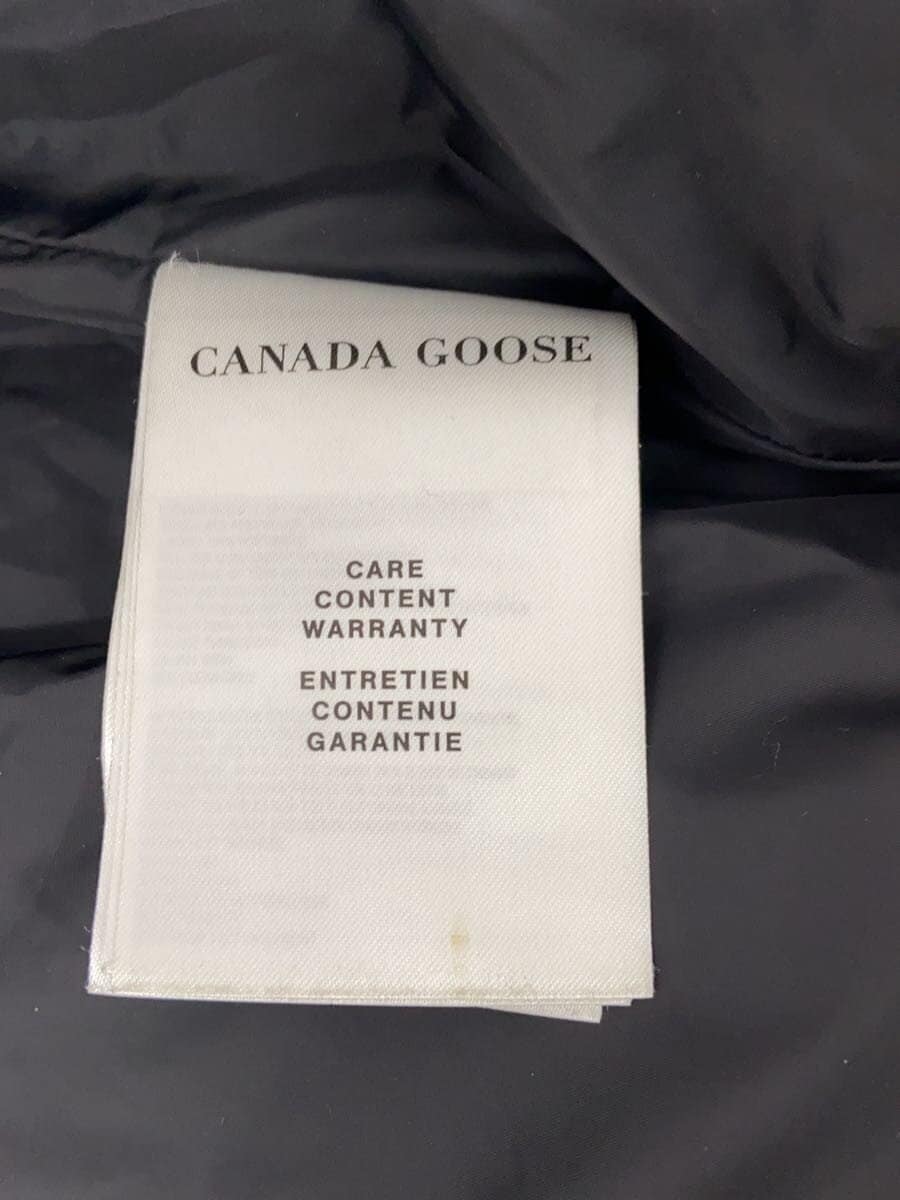 CANADA GOOSE
CARE
CONTENT
WARRANTY
ENTRETIEN
CONTENU
GARANTIE